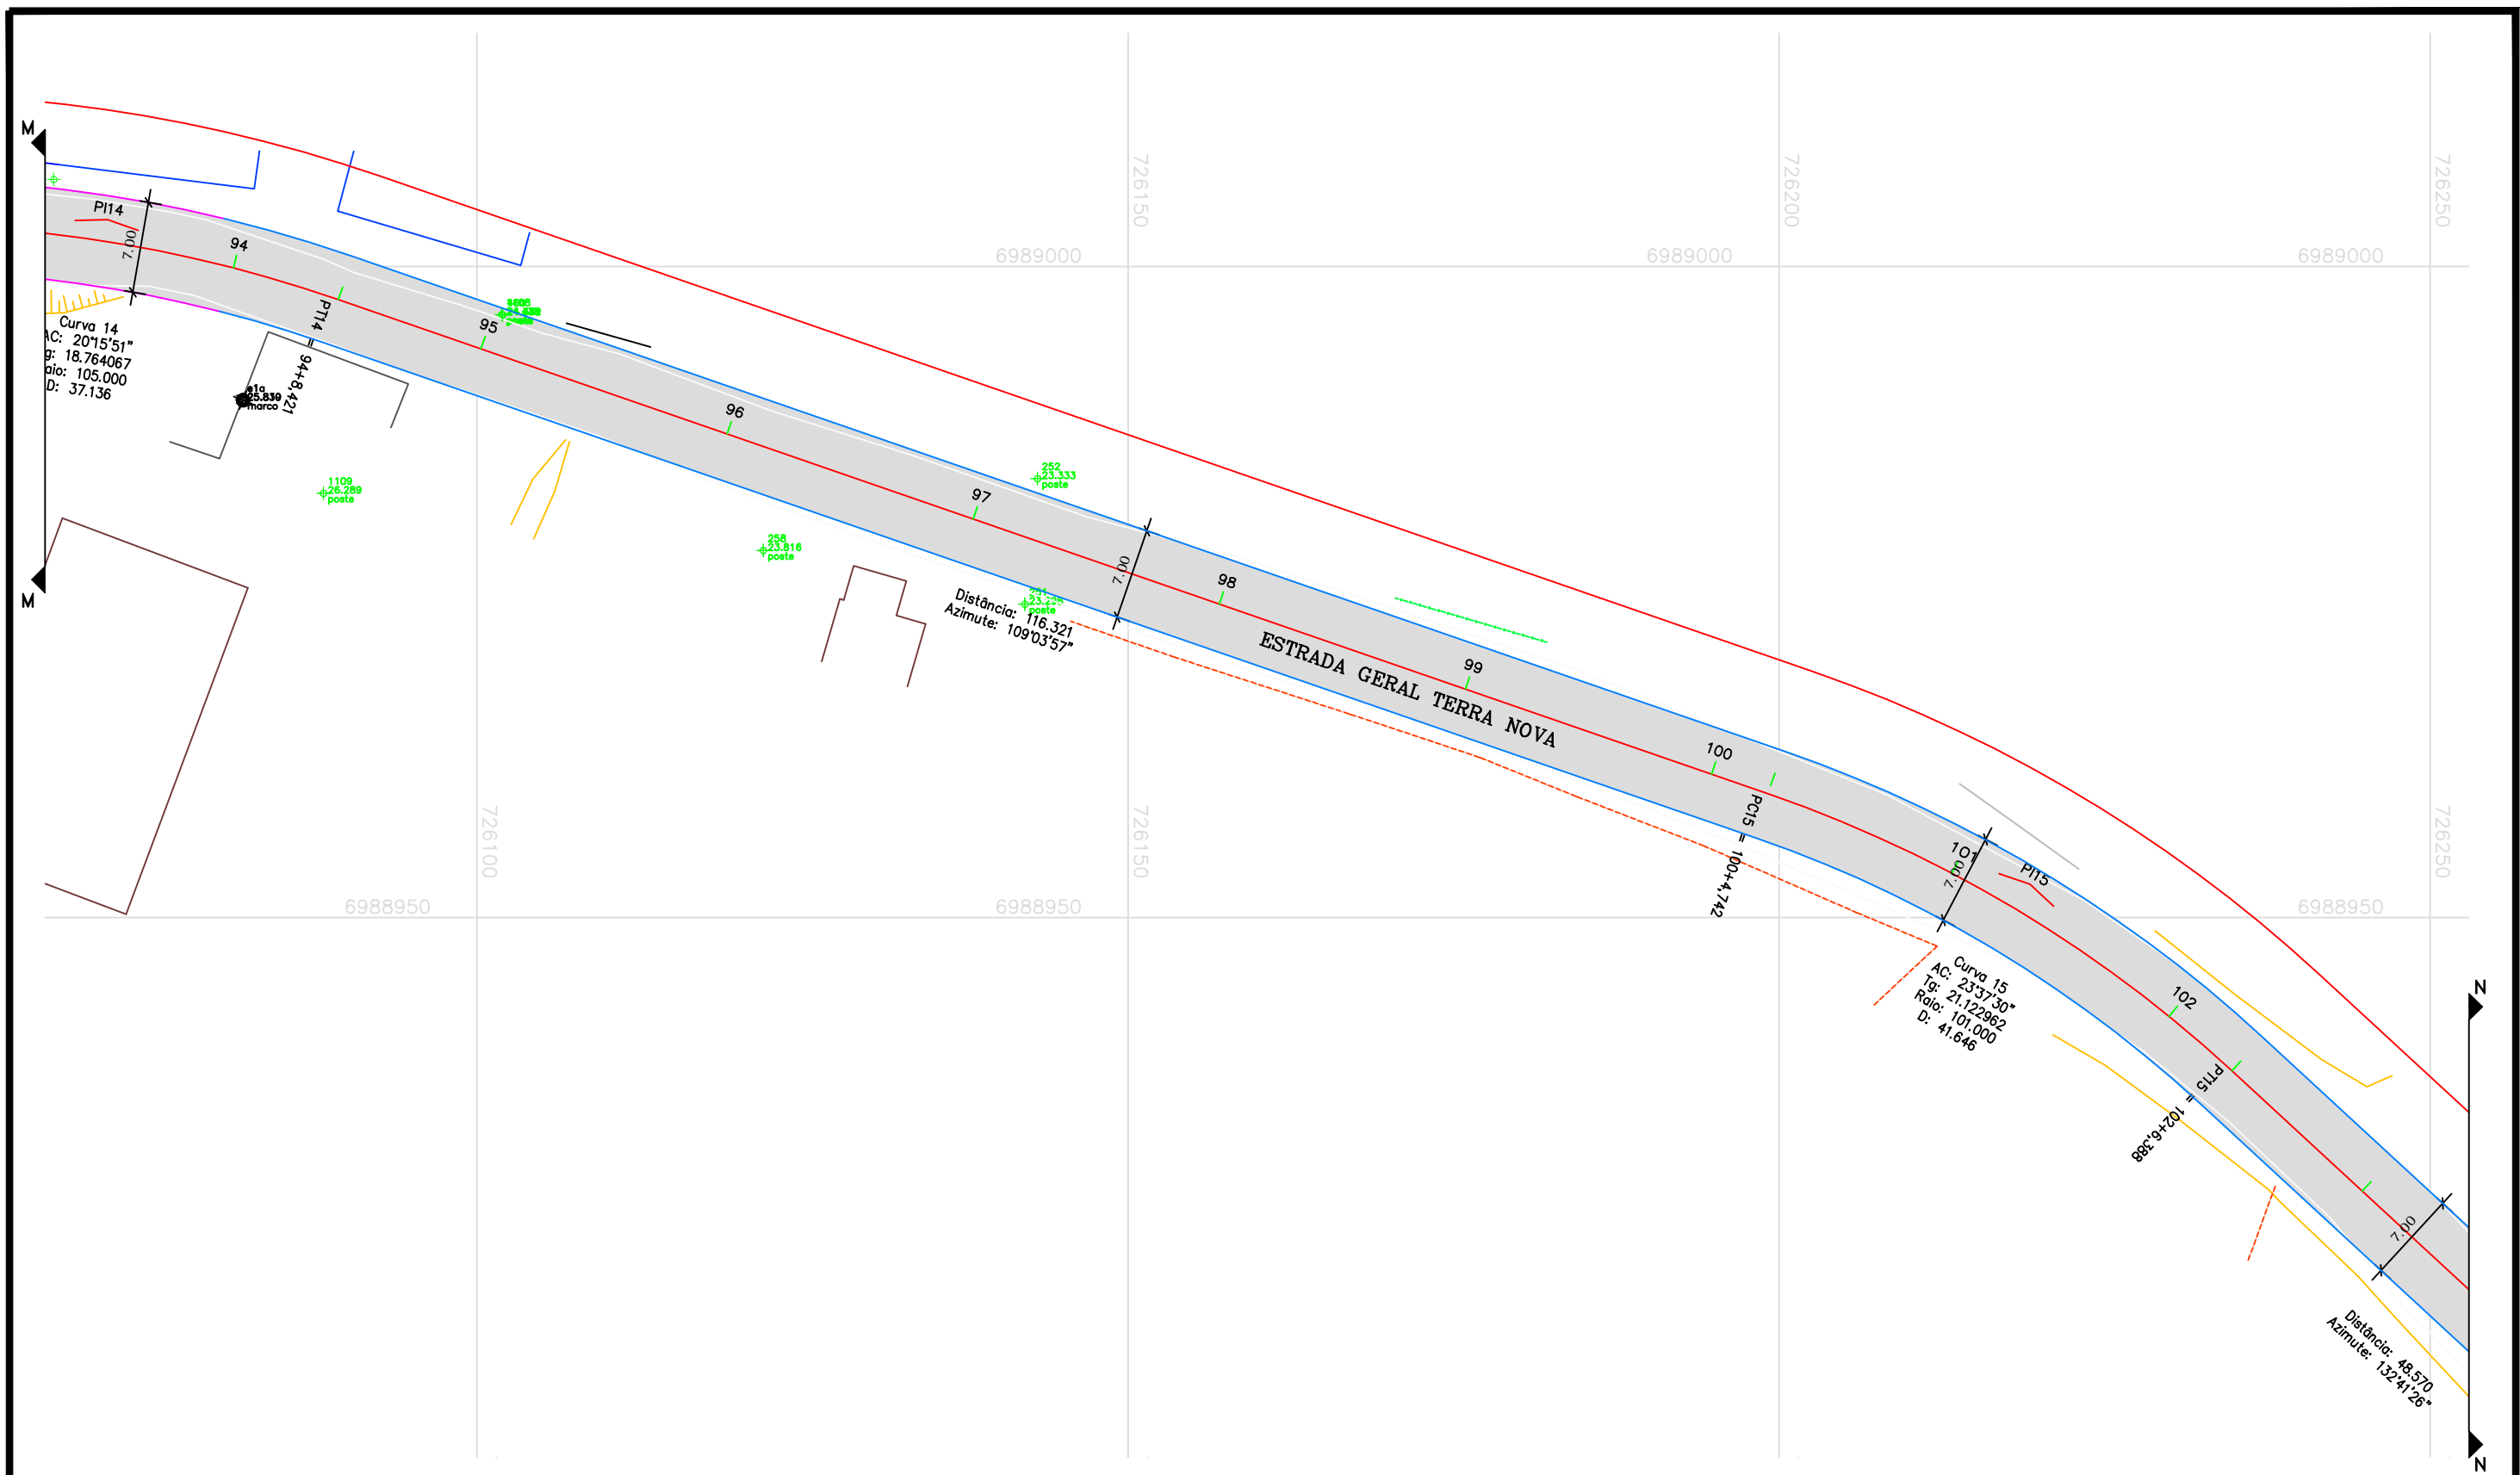 M
726150
726200
726250
PI14
7.00
94
6989000
6989000
6989000
Curva 14
AC: 20°15'51"
g: 18.764067
aio: 105.000
D: 37.136
PT14 = 94+8,421
95
e1a
25.839
marco
96
252
23.333
poste
1109
26.289
poste
97
258
23.816
poste
7.00
98
poste
M
Distância: 116.321
Azimute: 109°03'57"
ESTRADA GERAL TERRA NOVA
99
100
PC15 = 100+4,742
726100
726150
726250
101
7.00
PI15
6988950
6988950
6988950
Curva 15
AC: 23°37'30"
Tg: 21.122962
Raio: 101.000
D: 41.646
102
N
PT15 = 102+6,388
7.00
Distância: 48.570
Azimute: 132°41'26"
N